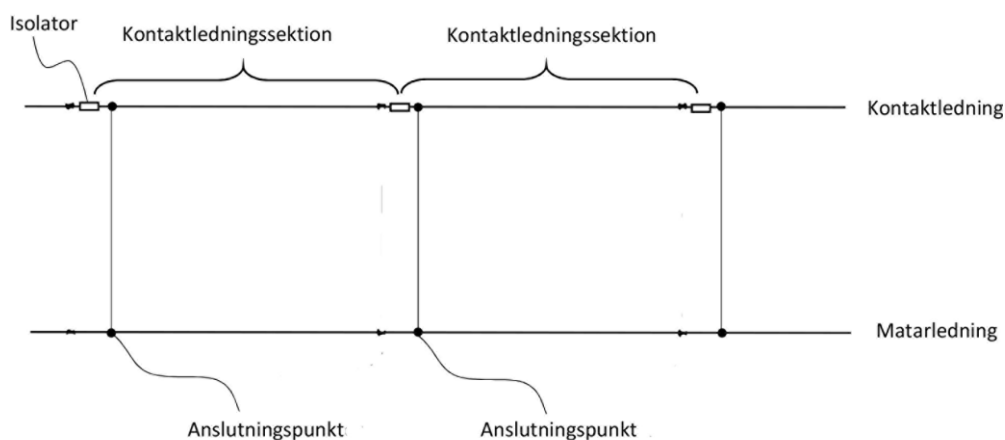 Isolator
Kontaktledningssektion
Kontaktledningssektion
Kontaktledning
Matarledning
Anslutningspunkt
Anslutningspunkt